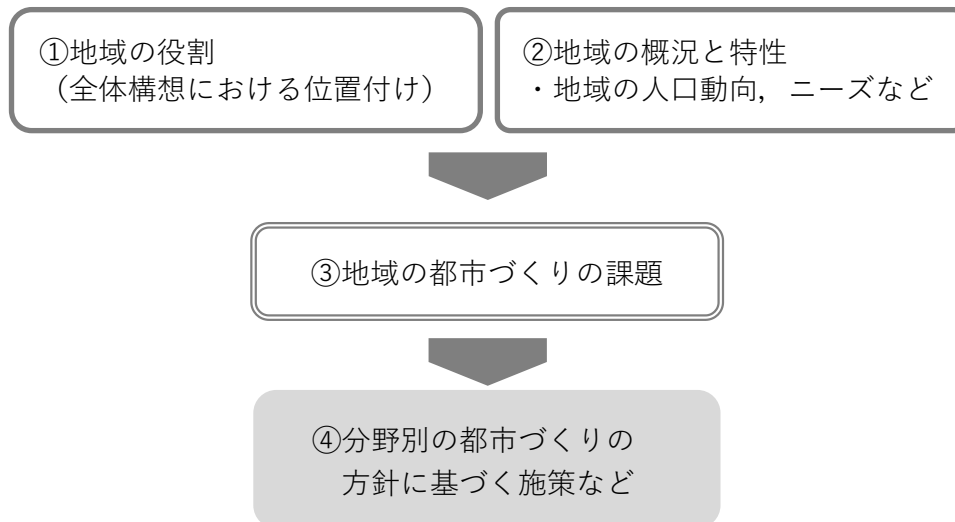 ①地域の役割
（全体構想における位置付け）
②地域の概況と特性
・地域の人口動向，ニーズなど
③地域の都市づくりの課題
④分野別の都市づくりの
方針に基づく施策など